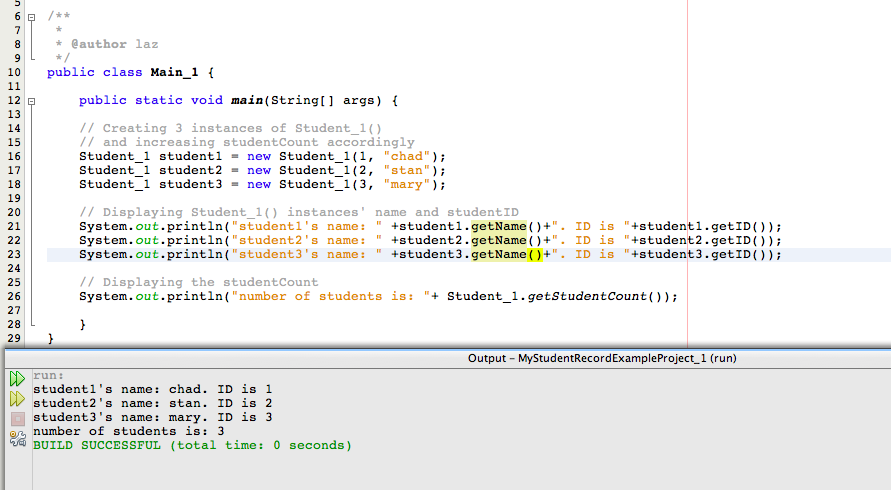 5
6 /**
7 *
8 * @author laz
9 */
10 public class Main_1 {
11
12 public static void main(String[] args) {
13
14 // Creating 3 instances of Student_1()
15 // and increasing studentCount accordingly
16 Student_1 student1 = new Student_1(1, "chad");
17 Student_1 student2 = new Student_1(2, "stan");
18 Student_1 student3 = new Student_1(3, "mary");
19
20 // Displaying Student_1() instances' name and studentID
21 System.out.println("student1's name: " +student1.getName()+". ID is "+student1.getID());
22 System.out.println("student2's name: " +student2.getName()+". ID is "+student2.getID());
23 System.out.println("student3's name: " +student3.getName()+". ID is "+student3.getID());
24
25 // Displaying the studentCount
26 System.out.println("number of students is: "+ Student_1.getStudentCount());
27
28 }
29 }
Output - MyStudentRecordExampleProject_1 (run)
run:
student1's name: chad. ID is 1
student2's name: stan. ID is 2
student3's name: mary. ID is 3
number of students is: 3
BUILD SUCCESSFUL (total time: 0 seconds)